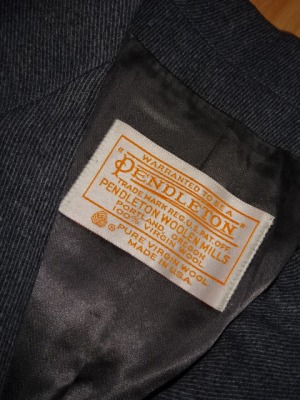 WARRANTED TO BE A
"PENDLETON"
TRADE MARK REG. U.S. PAT. OFF.
PENDLETON WOOLEN MILLS
PORTLAND, OREGON
100% VIRGIN WOOL
® PURE VIRGIN WOOL
MADE IN U.S.A.